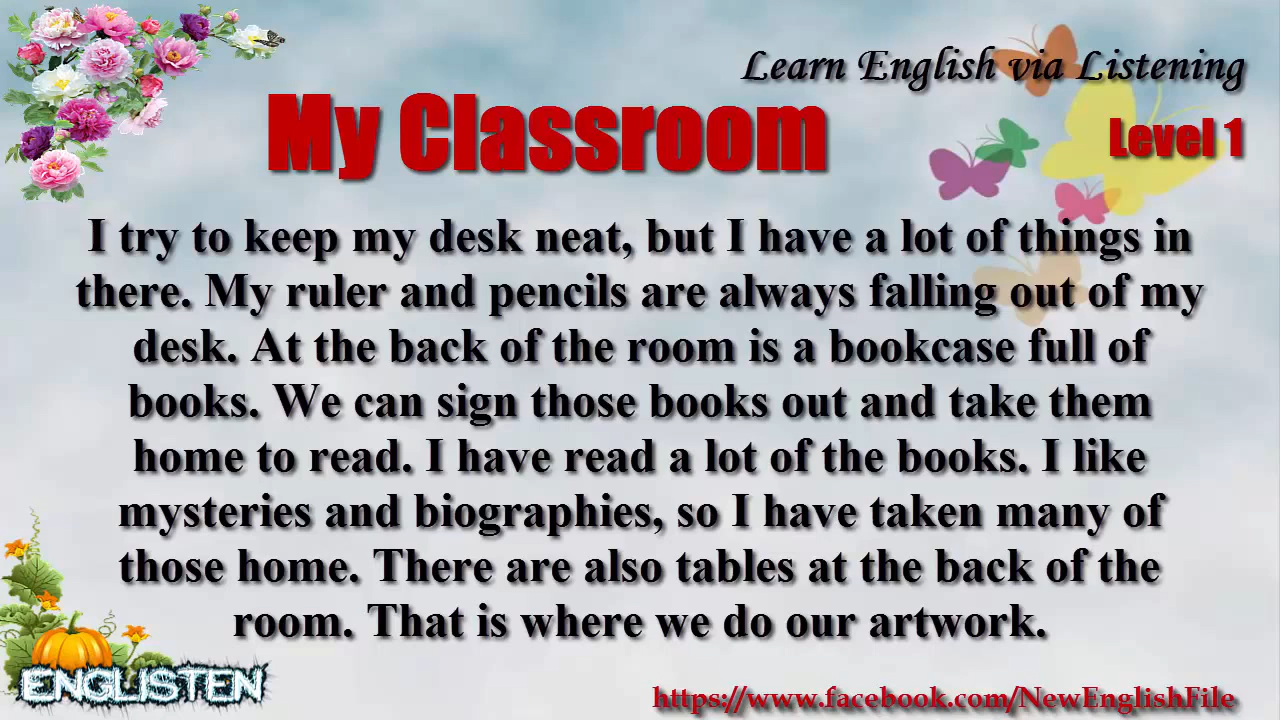 Learn English via Listening
My Classroom
Level 1
I try to keep my desk neat, but I have a lot of things in
there. My ruler and pencils are always falling out of my
desk. At the back of the room is a bookcase full of
books. We can sign those books out and take them
home to read. I have read a lot of the books. I like
mysteries and biographies, so I have taken many of
those home. There are also tables at the back of the
room. That is where we do our artwork.
ENGLISTEN
https://www.facebook.com/NewEnglishFile